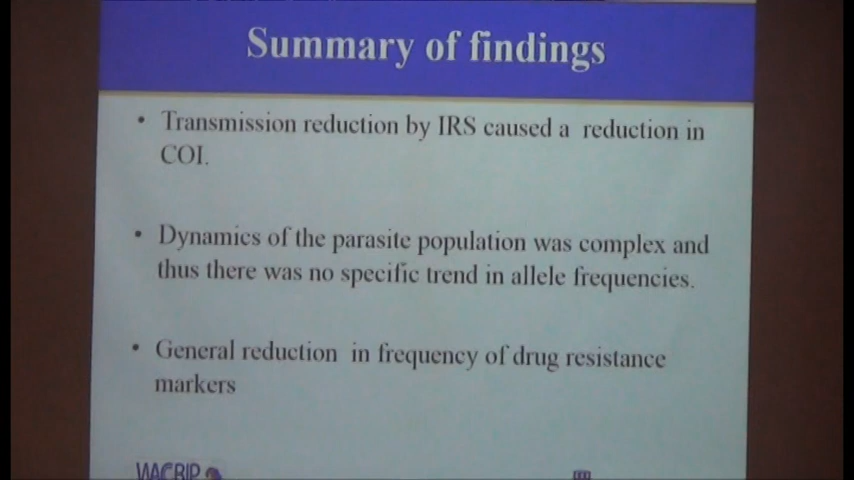 Summary of findings
• Transmission reduction by IRS caused a reduction in
COI.
• Dynamics of the parasite population was complex and
thus there was no specific trend in allele frequencies.
• General reduction in frequency of drug resistance
markers